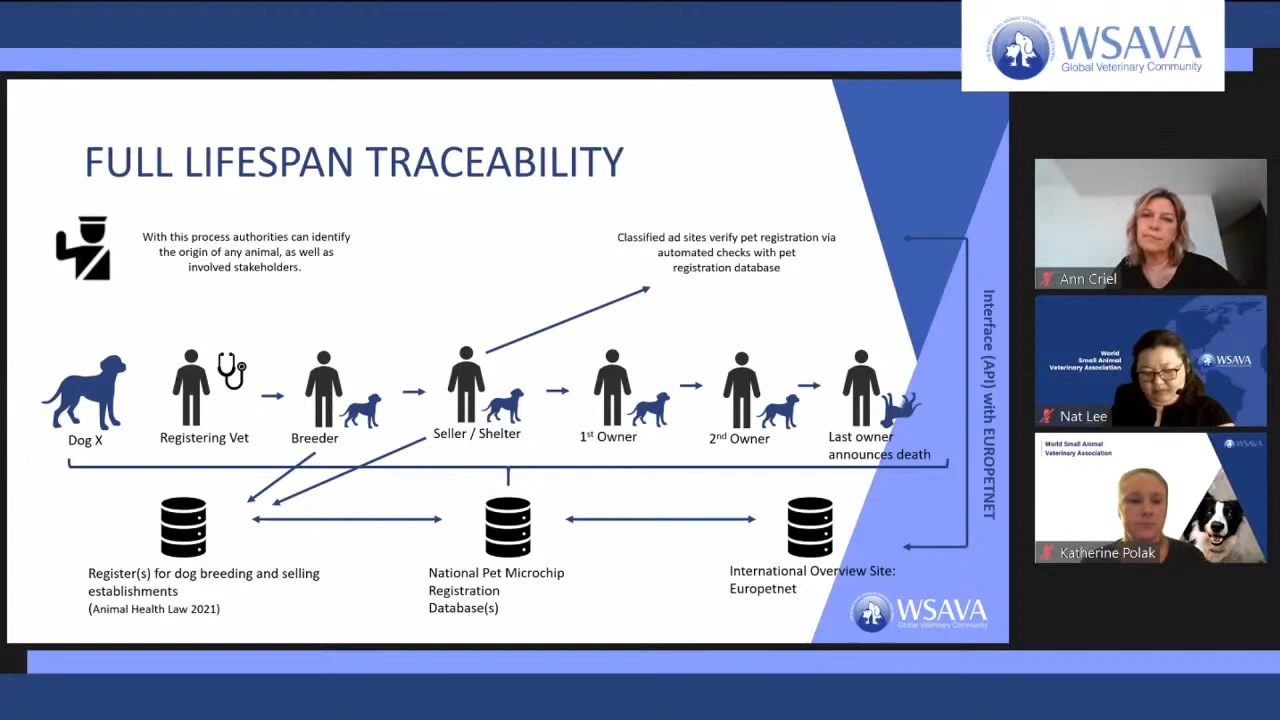 WSAVA
Global Veterinary Community
FULL LIFESPAN TRACEABILITY
With this process authorities can identify
the origin of any animal, as well as
involved stakeholders.
Classified ad sites verify pet registration via
automated checks with pet
registration database
Interface (API) with EUROPETNET
Dog X
Registering Vet
Breeder
Seller / Shelter
1st Owner
2nd Owner
Last owner
announces death
Register(s) for dog breeding and selling
establishments
(Animal Health Law 2021)
National Pet Microchip
Registration
Database(s)
International Overview Site:
Europetnet
WSAVA
Global Veterinary Community
Ann Criel
World
Small Animal
Veterinary Association
WSAVA
Nat Lee
World Small Animal
Veterinary Association
WSAVA
Katherine Polak